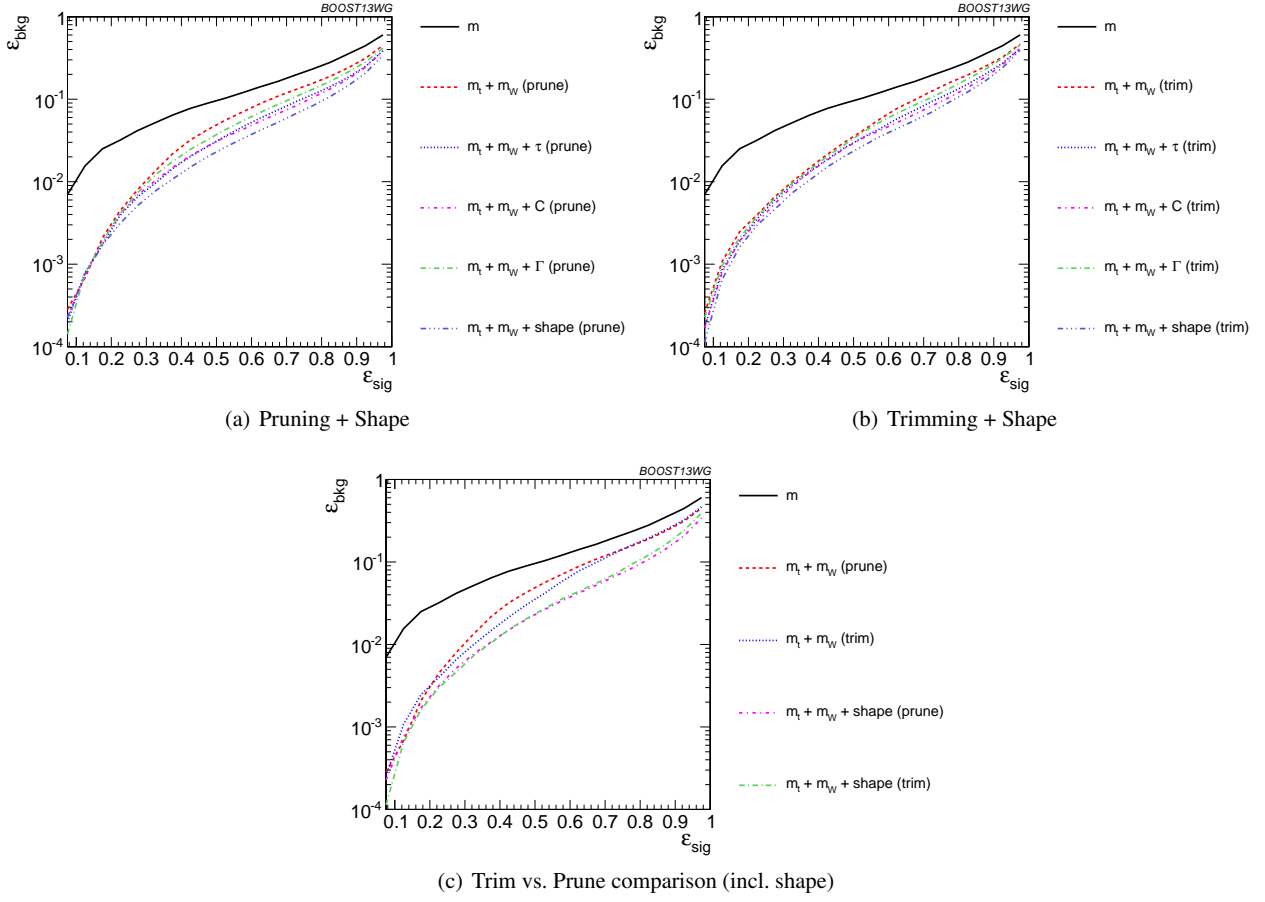 BOOST13WG
ε_bkg
1
10⁻¹
10⁻²
10⁻³
10⁻⁴
0.1 0.2 0.3 0.4 0.5 0.6 0.7 0.8 0.9 1
ε_sig
m
m_t + m_W (prune)
m_t + m_W + τ (prune)
m_t + m_W + C (prune)
m_t + m_W + Γ (prune)
m_t + m_W + shape (prune)
(a) Pruning + Shape
BOOST13WG
ε_bkg
1
10⁻¹
10⁻²
10⁻³
10⁻⁴
0.1 0.2 0.3 0.4 0.5 0.6 0.7 0.8 0.9 1
ε_sig
m
m_t + m_W (trim)
m_t + m_W + τ (trim)
m_t + m_W + C (trim)
m_t + m_W + Γ (trim)
m_t + m_W + shape (trim)
(b) Trimming + Shape
BOOST13WG
ε_bkg
1
10⁻¹
10⁻²
10⁻³
10⁻⁴
0.1 0.2 0.3 0.4 0.5 0.6 0.7 0.8 0.9 1
ε_sig
m
m_t + m_W (prune)
m_t + m_W (trim)
m_t + m_W + shape (prune)
m_t + m_W + shape (trim)
(c) Trim vs. Prune comparison (incl. shape)